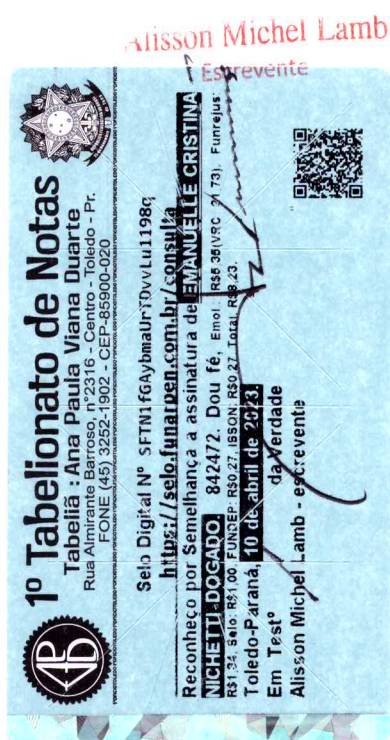 Alisson Michel Lamb
Escrevente
1º Tabelionato de Notas
Tabeliã : Ana Paula Viana Duarte
Rua Almirante Barroso, nº2316 - Centro - Toledo - Pr.
FONE (45) 3252-1902 - CEP-85900-020
Selo Digital Nº SFTN1fGAybmaUrTDvvLu1198q
https://selo.funarpen.com.br/consulta
Reconheço por Semelhança a assinatura de EMANUELLE CRISTINA
NICHETTI DOGADO. 842472. Dou fé, Emol R$5,35(VRC 21,73), Funrejus:
R$1,34, Selo: R$1,00, FUNDEP: R$0,27, ISSQN: R$0,27 Total: R$8,23.
Toledo-Paraná, 10 de abril de 2023
Em Testº da Verdade
Alisson Michel Lamb - escrevente